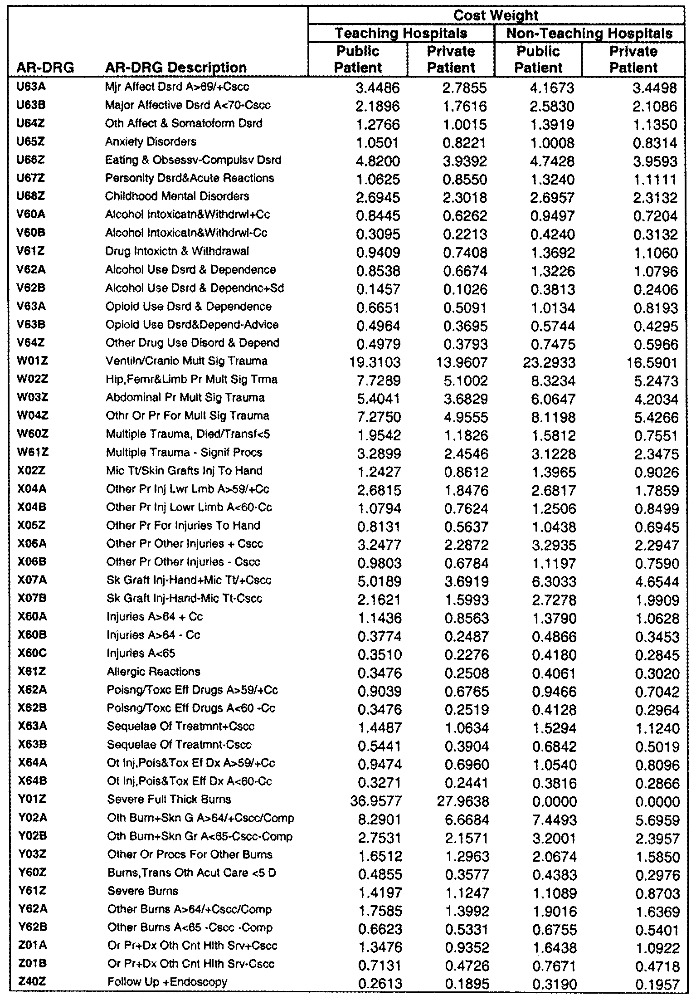 Cost Weight
Teaching Hospitals Non-Teaching Hospitals
Public Private Public Private
AR-DRG AR-DRG Description Patient Patient Patient Patient
U63A Mjr Affect Dsrd A>69/+Cscc 3.4486 2.7855 4.1673 3.4498
U63B Major Affective Dsrd A<70-Cscc 2.1896 1.7616 2.5830 2.1086
U64Z Oth Affect & Somatoform Dsrd 1.2766 1.0015 1.3919 1.1350
U65Z Anxiety Disorders 1.0501 0.8221 1.0008 0.8314
U66Z Eating & Obsessv-Compulsv Dsrd 4.8200 3.9392 4.7428 3.9593
U67Z Personlty Dsrd&Acute Reactions 1.0625 0.8550 1.3240 1.1111
U68Z Childhood Mental Disorders 2.6945 2.3018 2.6957 2.3132
V60A Alcohol Intoxicatn&Withdrwl+Cc 0.8445 0.6262 0.9497 0.7204
V60B Alcohol Intoxicatn&Withdrwl-Cc 0.3095 0.2213 0.4240 0.3132
V61Z Drug Intoxictn & Withdrawal 0.9409 0.7408 1.3692 1.1060
V62A Alcohol Use Dsrd & Dependence 0.8538 0.6674 1.3226 1.0796
V62B Alcohol Use Dsrd & Dependnc+Sd 0.1457 0.1026 0.3813 0.2406
V63A Opioid Use Dsrd & Dependence 0.6651 0.5091 1.0134 0.8193
V63B Opioid Use Dsrd&Depend-Advice 0.4964 0.3695 0.5744 0.4295
V64Z Other Drug Use Disord & Depend 0.4979 0.3793 0.7475 0.5966
W01Z Ventiln/Cranio Mult Sig Trauma 19.3103 13.9607 23.2933 16.5901
W02Z Hip,Femr&Limb Pr Mult Sig Trma 7.7289 5.1002 8.3234 5.2473
W03Z Abdominal Pr Mult Sig Trauma 5.4041 3.6829 6.0647 4.2034
W04Z Othr Or Pr For Mult Sig Trauma 7.2750 4.9555 8.1198 5.4266
W60Z Multiple Trauma, Died/Transf<5 1.9542 1.1826 1.5812 0.7551
W61Z Multiple Trauma - Signif Procs 3.2899 2.4546 3.1228 2.3475
X02Z Mic Tt/Skin Grafts Inj To Hand 1.2427 0.8612 1.3965 0.9026
X04A Other Pr Inj Lwr Lmb A>59/+Cc 2.6815 1.8476 2.6817 1.7859
X04B Other Pr Inj Lowr Limb A<60-Cc 1.0794 0.7624 1.2506 0.8499
X05Z Other Pr For Injuries To Hand 0.8131 0.5637 1.0438 0.6945
X06A Other Pr Other Injuries + Cscc 3.2477 2.2872 3.2935 2.2947
X06B Other Pr Other Injuries - Cscc 0.9803 0.6784 1.1197 0.7590
X07A Sk Graft Inj-Hand+Mic Tt/+Cscc 5.0189 3.6919 6.3033 4.6544
X07B Sk Graft Inj-Hand-Mic Tt-Cscc 2.1621 1.5993 2.7278 1.9909
X60A Injuries A>64 + Cc 1.1436 0.8563 1.3790 1.0628
X60B Injuries A>64 - Cc 0.3774 0.2487 0.4866 0.3453
X60C Injuries A<65 0.3510 0.2276 0.4180 0.2845
X61Z Allergic Reactions 0.3476 0.2508 0.4061 0.3020
X62A Poisng/Toxc Eff Drugs A>59/+Cc 0.9039 0.6765 0.9466 0.7042
X62B Poisng/Toxc Eff Drugs A<60 -Cc 0.3476 0.2519 0.4128 0.2964
X63A Sequelae Of Treatmnt+Cscc 1.4487 1.0634 1.5294 1.1240
X63B Sequelae Of Treatmnt-Cscc 0.5441 0.3904 0.6842 0.5019
X64A Ot Inj,Pois&Tox Ef Dx A>59/+Cc 0.9474 0.6960 1.0540 0.8096
X64B Ot Inj,Pois&Tox Eff Dx A<60-Cc 0.3271 0.2441 0.3816 0.2866
Y01Z Severe Full Thick Burns 36.9577 27.9638 0.0000 0.0000
Y02A Oth Burn+Skn G A>64/+Cscc/Comp 8.2901 6.6684 7.4493 5.6959
Y02B Oth Burn+Skn Gr A<65-Cscc-Comp 2.7531 2.1571 3.2001 2.3957
Y03Z Other Or Procs For Other Burns 1.6512 1.2963 2.0674 1.5850
Y60Z Burns,Trans Oth Acut Care <5 D 0.4855 0.3577 0.4383 0.2976
Y61Z Severe Burns 1.4197 1.1247 1.1089 0.8703
Y62A Other Burns A>64/+Cscc/Comp 1.7585 1.3992 1.9016 1.6369
Y62B Other Burns A<65 -Cscc -Comp 0.6623 0.5331 0.6755 0.5401
Z01A Or Pr+Dx Oth Cnt Hlth Srv+Cscc 1.3476 0.9352 1.6438 1.0922
Z01B Or Pr+Dx Oth Cnt Hlth Srv-Cscc 0.7131 0.4726 0.7671 0.4718
Z40Z Follow Up +Endoscopy 0.2613 0.1895 0.3190 0.1957